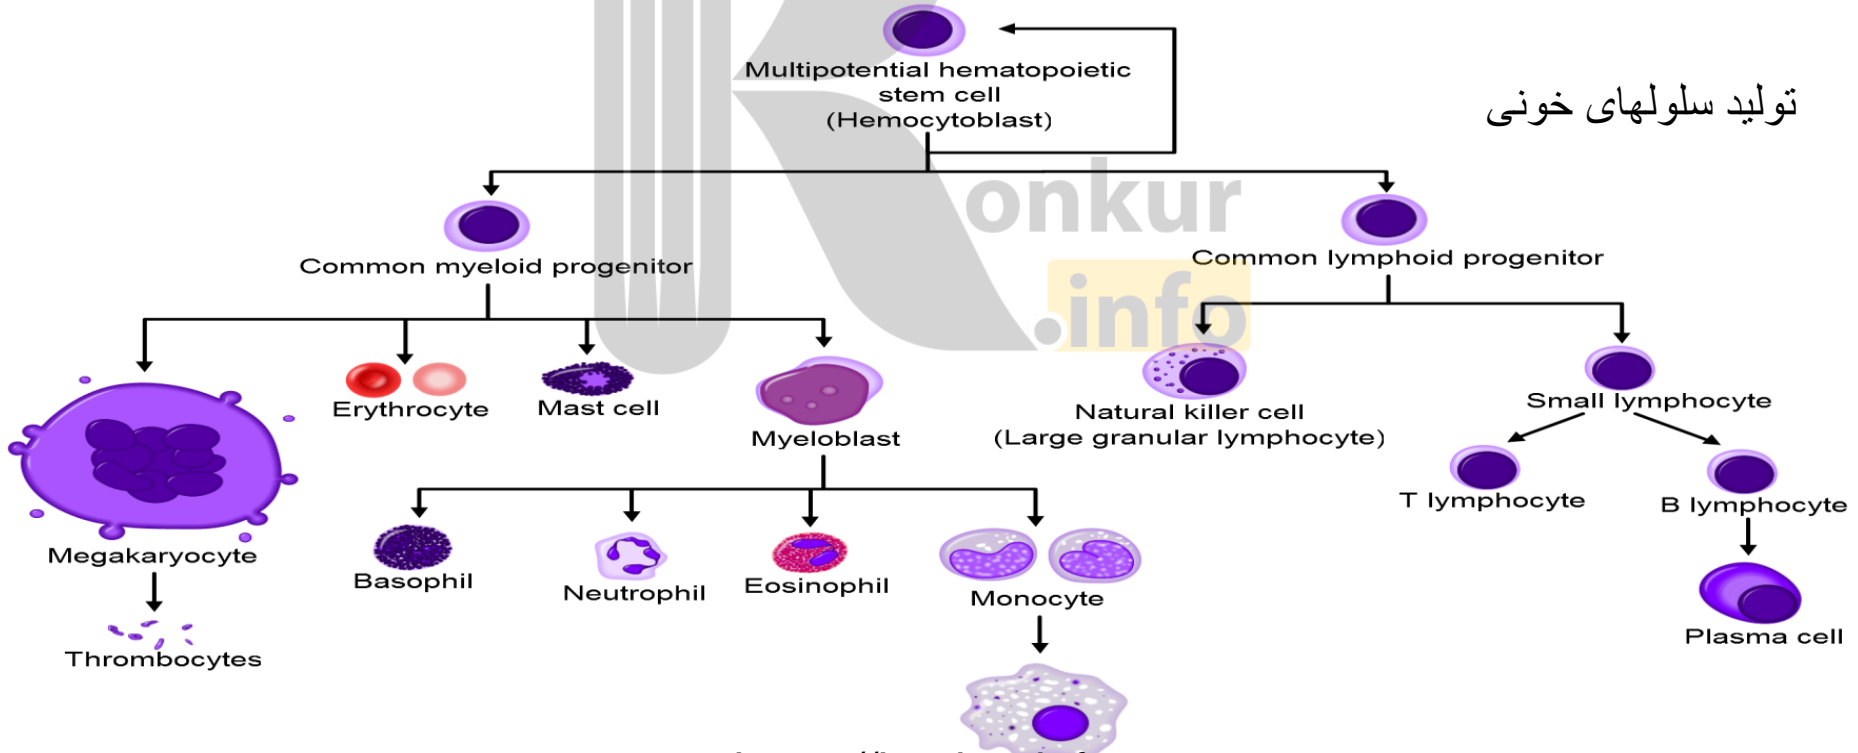 Multipotential hematopoietic
stem cell
(Hemocytoblast)
تولید سلولهای خونی
onkur
.info
Common myeloid progenitor
Common lymphoid progenitor
Erythrocyte
Mast cell
Myeloblast
Natural killer cell
(Large granular lymphocyte)
Small lymphocyte
T lymphocyte
B lymphocyte
Megakaryocyte
Basophil
Neutrophil
Eosinophil
Monocyte
Plasma cell
Thrombocytes